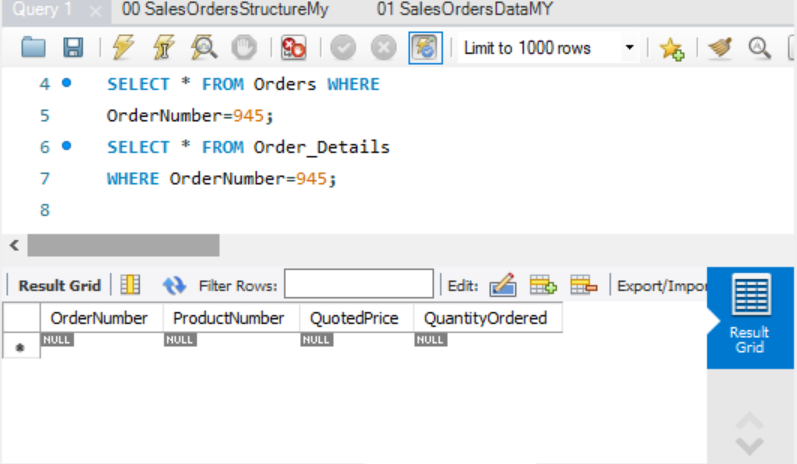 Query 1 × 00 SalesOrdersStructureMy 01 SalesOrdersDataMY
Limit to 1000 rows
4 SELECT * FROM Orders WHERE
5 OrderNumber=945;
6 SELECT * FROM Order_Details
7 WHERE OrderNumber=945;
8
Result Grid Filter Rows: Edit: Export/Impor
OrderNumber ProductNumber QuotedPrice QuantityOrdered
NULL NULL NULL NULL
Result
Grid